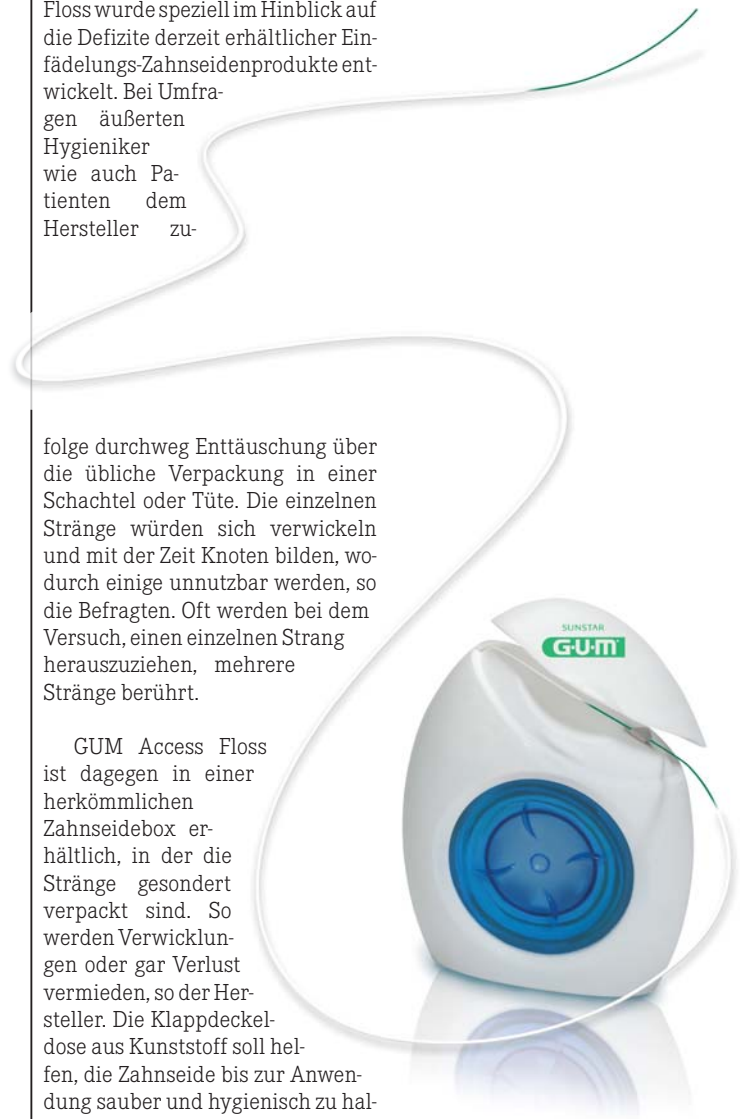 Floss wurde speziell im Hinblick auf
die Defizite derzeit erhältlicher Ein-
fädelungs-Zahnseidenprodukte ent-
wickelt. Bei Umfra-
gen äußerten
Hygieniker
wie auch Pa-
tienten dem
Hersteller zu-
folge durchweg Enttäuschung über
die übliche Verpackung in einer
Schachtel oder Tüte. Die einzelnen
Stränge würden sich verwickeln
und mit der Zeit Knoten bilden, wo-
durch einige unnutzbar werden, so
die Befragten. Oft werden bei dem
Versuch, einen einzelnen Strang
herauszuziehen, mehrere
Stränge berührt.
GUM Access Floss
ist dagegen in einer
herkömmlichen
Zahnseidebox er-
hältlich, in der die
Stränge gesondert
verpackt sind. So
werden Verwicklun-
gen oder gar Verlust
vermieden, so der Her-
steller. Die Klappdeckel-
dose aus Kunststoff soll hel-
fen, die Zahnseide bis zur Anwen-
dung sauber und hygienisch zu hal-
SUNSTAR
G·U·M